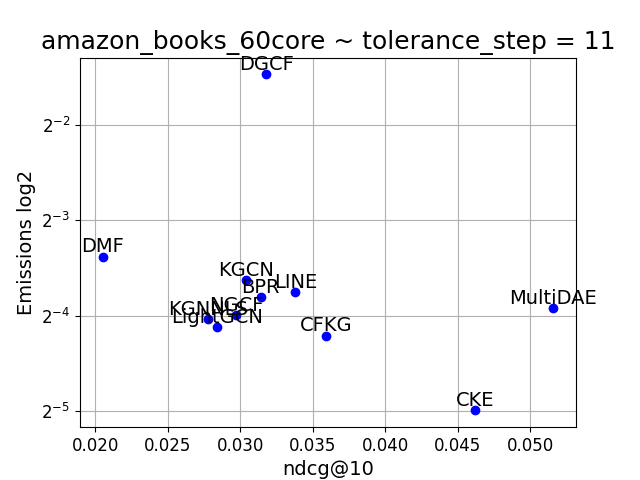 amazon_books_60core ~ tolerance_step = 11
DGCF
2⁻²
2⁻³
DMF
KGCN
BPR
LINE
MultiDAE
NGCF
KGNNLS
LightGCN
2⁻⁴
CFKG
CKE
2⁻⁵
Emissions log2
0.020 0.025 0.030 0.035 0.040 0.045 0.050
ndcg@10